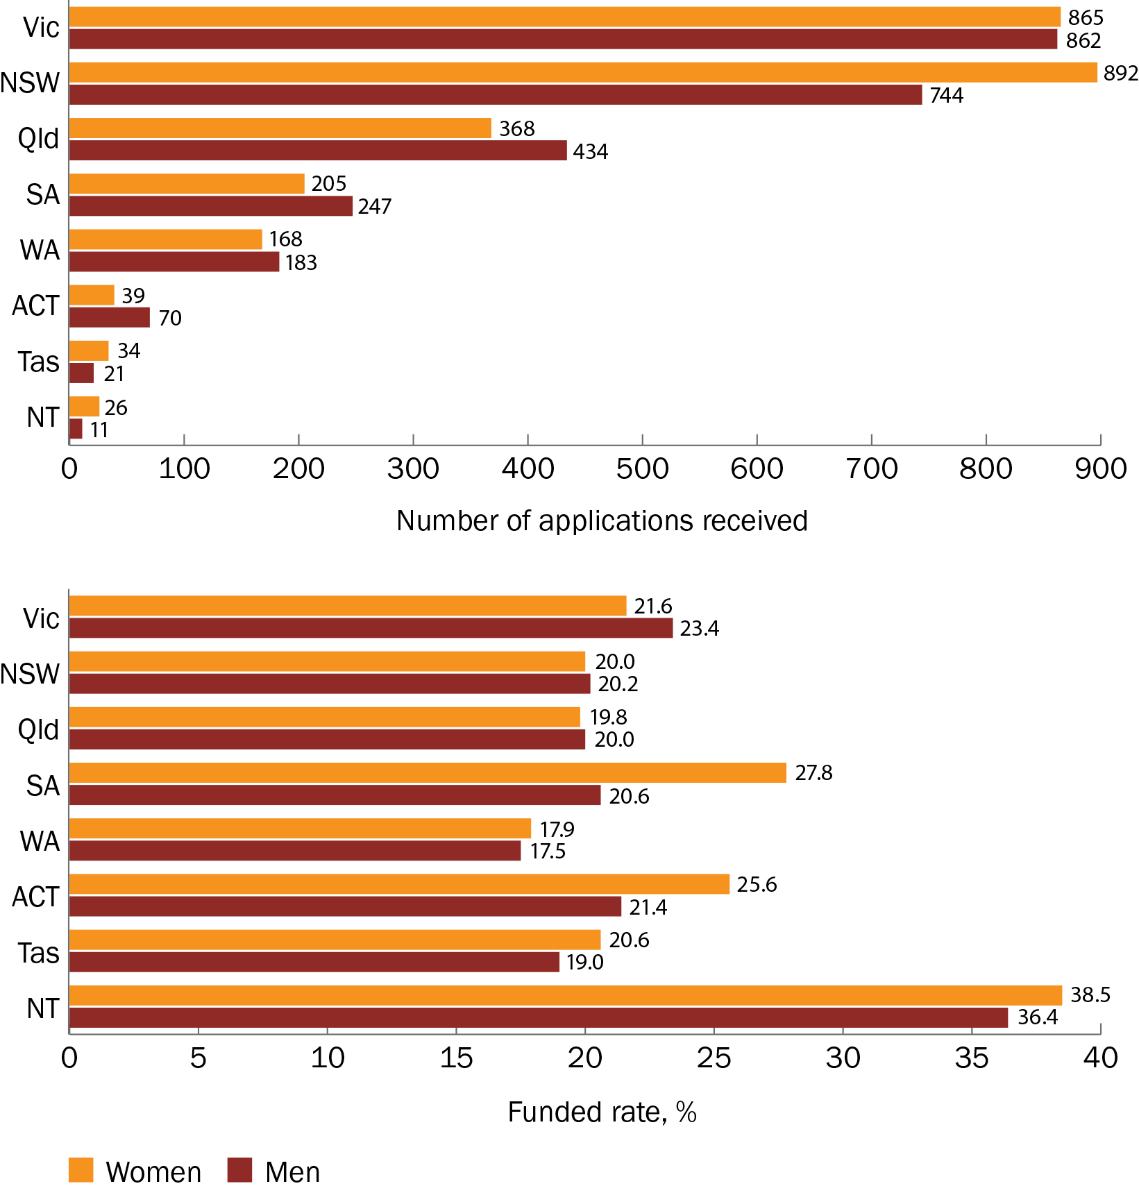 Vic
865
862
NSW
892
744
Qld
368
434
SA
205
247
WA
168
183
ACT
39
70
Tas
34
21
NT
26
11
0 100 200 300 400 500 600 700 800 900
Number of applications received
Vic
21.6
23.4
NSW
20.0
20.2
Qld
19.8
20.0
SA
27.8
20.6
WA
17.9
17.5
ACT
25.6
21.4
Tas
20.6
19.0
NT
38.5
36.4
0 5 10 15 20 25 30 35 40
Funded rate, %
Women Men